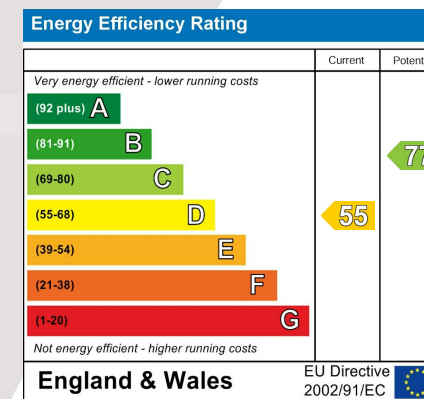 Energy Efficiency Rating
Current Potent
Very energy efficient - lower running costs
(92 plus) A
(81-91) B
77
(69-80) C
(55-68) D
55
(39-54) E
(21-38) F
(1-20) G
Not energy efficient - higher running costs
England & Wales
EU Directive
2002/91/EC